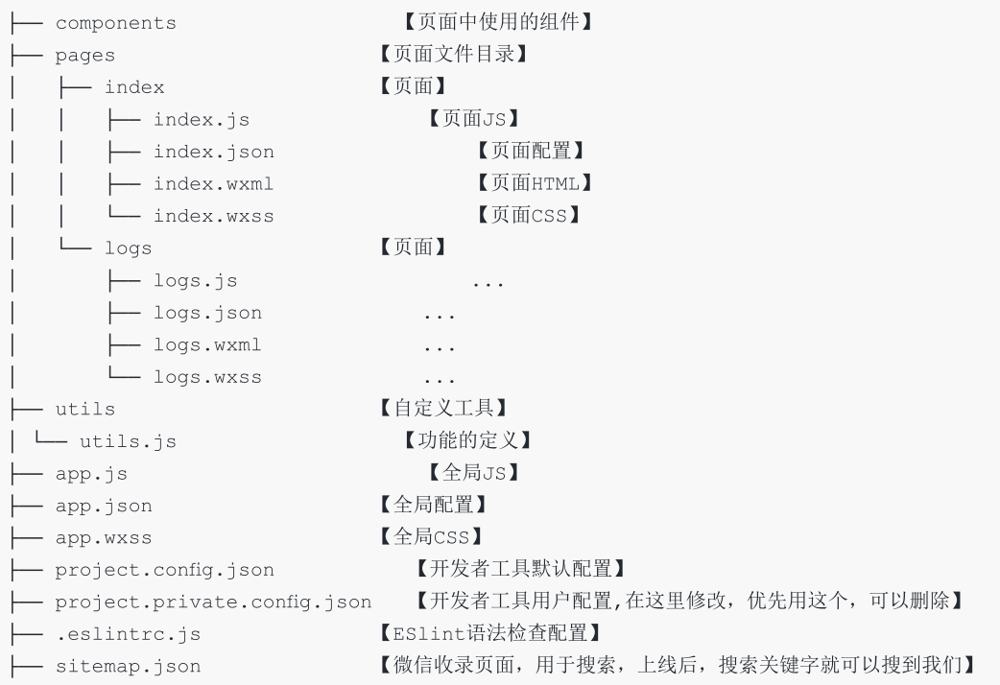 ├── components 【页面中使用的组件】
├── pages 【页面文件目录】
│   ├── index 【页面】
│   │   ├── index.js 【页面JS】
│   │   ├── index.json 【页面配置】
│   │   ├── index.wxml 【页面HTML】
│   │   └── index.wxss 【页面CSS】
│   └── logs 【页面】
│       ├── logs.js ...
│       ├── logs.json ...
│       ├── logs.wxml ...
│       └── logs.wxss ...
├── utils 【自定义工具】
│ └── utils.js 【功能的定义】
├── app.js 【全局JS】
├── app.json 【全局配置】
├── app.wxss 【全局CSS】
├── project.config.json 【开发者工具默认配置】
├── project.private.config.json 【开发者工具用户配置,在这里修改，优先用这个，可以删除】
├── .eslintrc.js 【ESlint语法检查配置】
├── sitemap.json 【微信收录页面，用于搜索，上线后，搜索关键字就可以搜到我们】